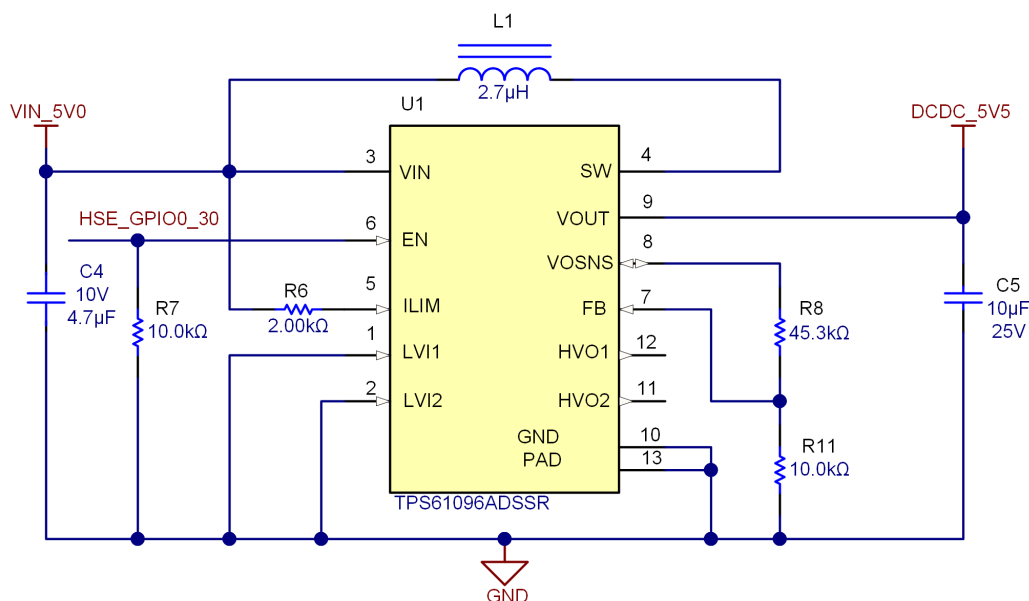 L1
2.7µH
U1
VIN_5V0
DCDC_5V5
3
VIN
SW
4
VOUT
9
HSE_GPIO0_30
6
EN
VOSNS
8
C4
10V
4.7µF
R7
10.0kΩ
R6
2.00kΩ
5
ILIM
FB
7
R8
45.3kΩ
C5
10µF
25V
1
LVI1
HVO1
12
2
LVI2
HVO2
11
GND
10
PAD
13
R11
10.0kΩ
TPS61096ADSSR
GND